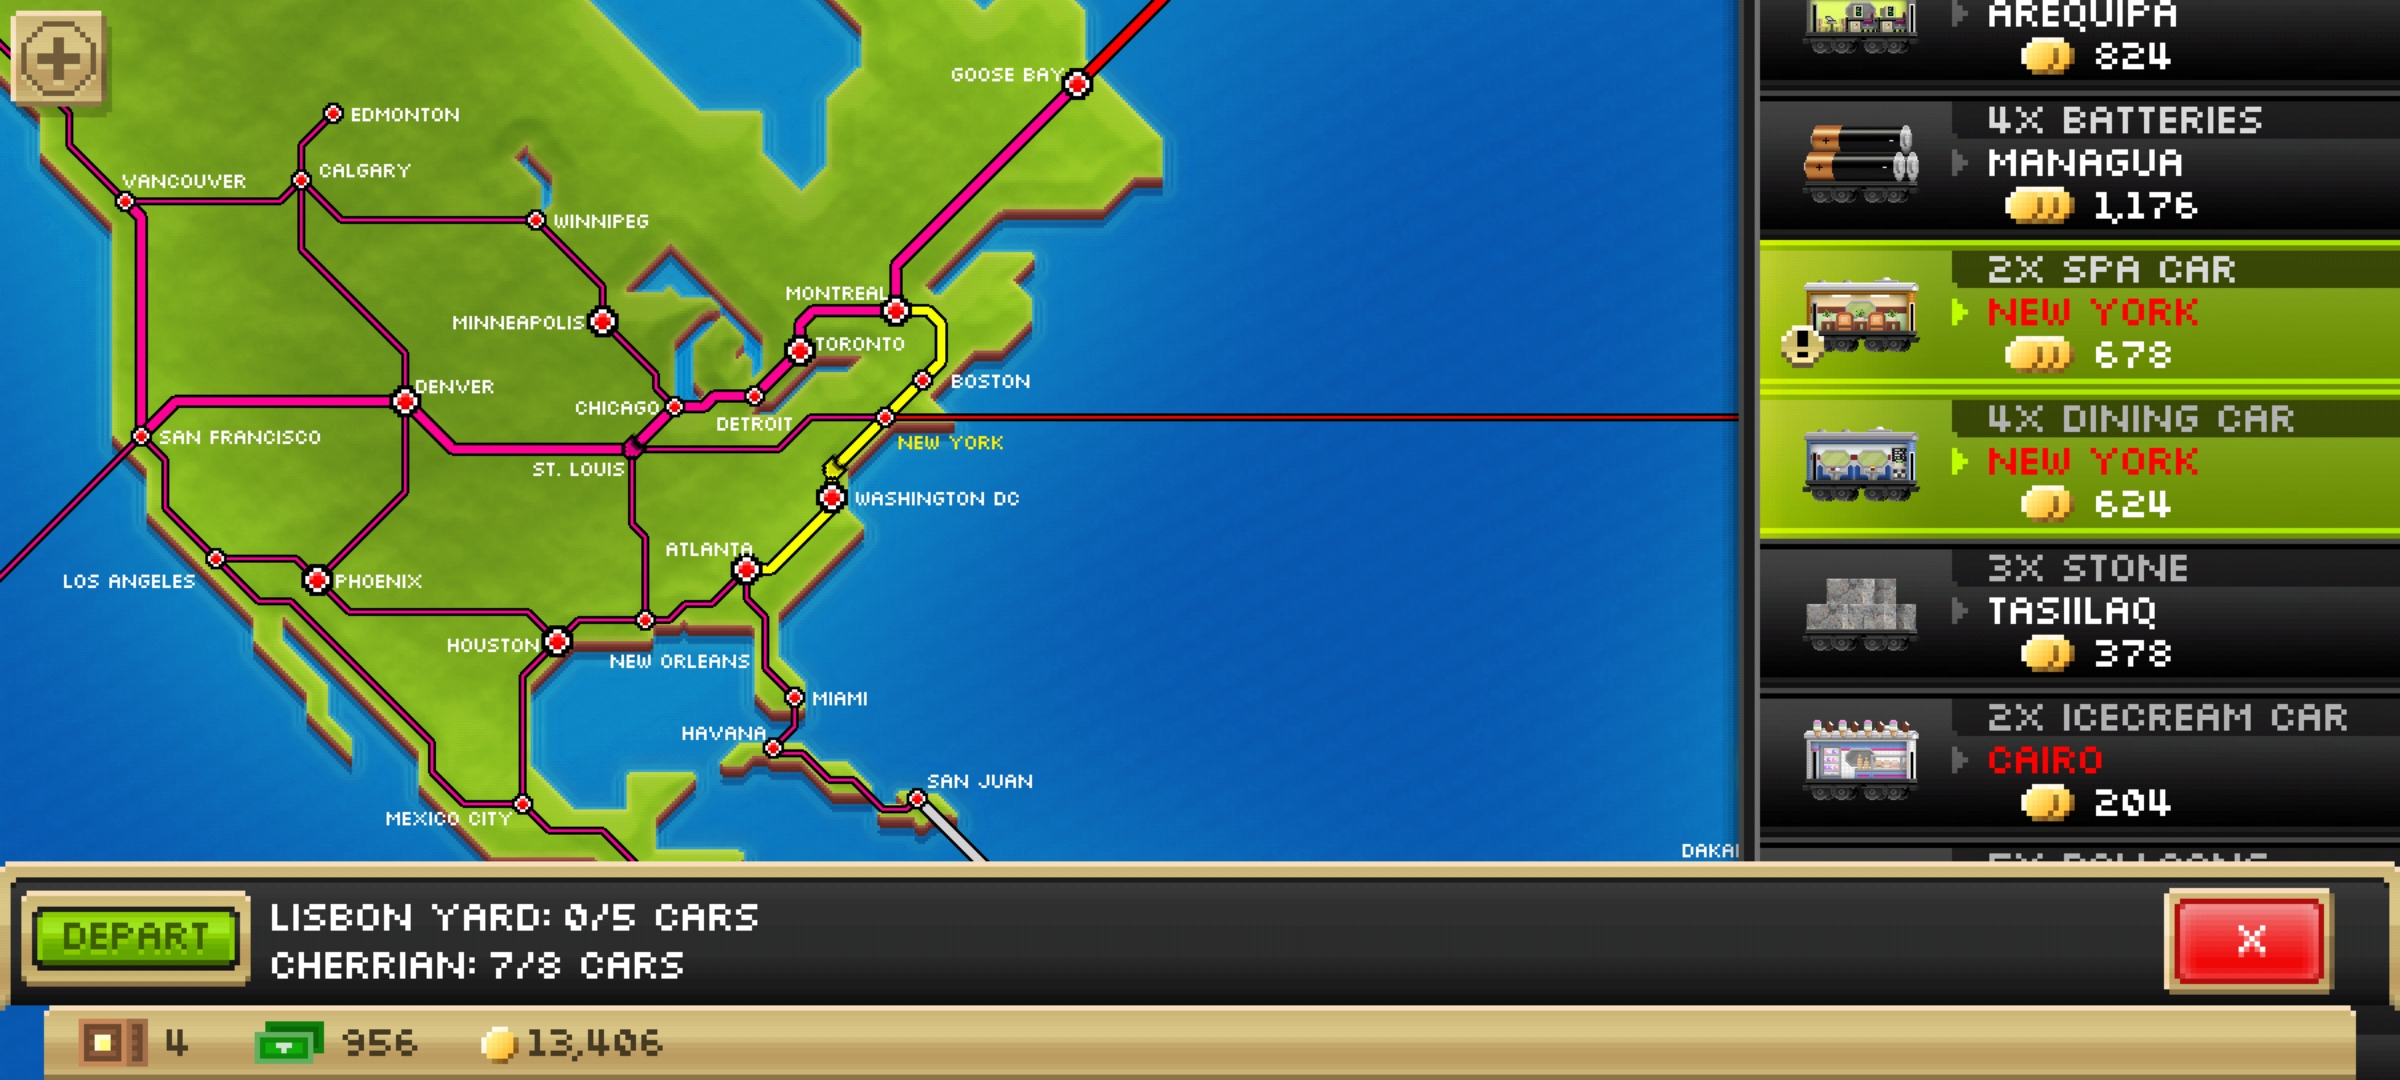 GOOSE BAY
EDMONTON
CALGARY
VANCOUVER
WINNIPEG
MONTREAL
MINNEAPOLIS
TORONTO
DENVER
BOSTON
CHICAGO
DETROIT
SAN FRANCISCO
NEW YORK
ST. LOUIS
WASHINGTON DC
ATLANTA
LOS ANGELES
PHOENIX
HOUSTON
NEW ORLEANS
MIAMI
HAVANA
SAN JUAN
MEXICO CITY
DAKA
AREQUIPA
824
4X BATTERIES
MANAGUA
1,176
2X SPA CAR
NEW YORK
678
4X DINING CAR
NEW YORK
624
3X STONE
TASIILAQ
378
2X ICECREAM CAR
CAIRO
204
DEPART
LISBON YARD: 0/5 CARS
CHERRIAN: 7/8 CARS
X
4
956
13,406